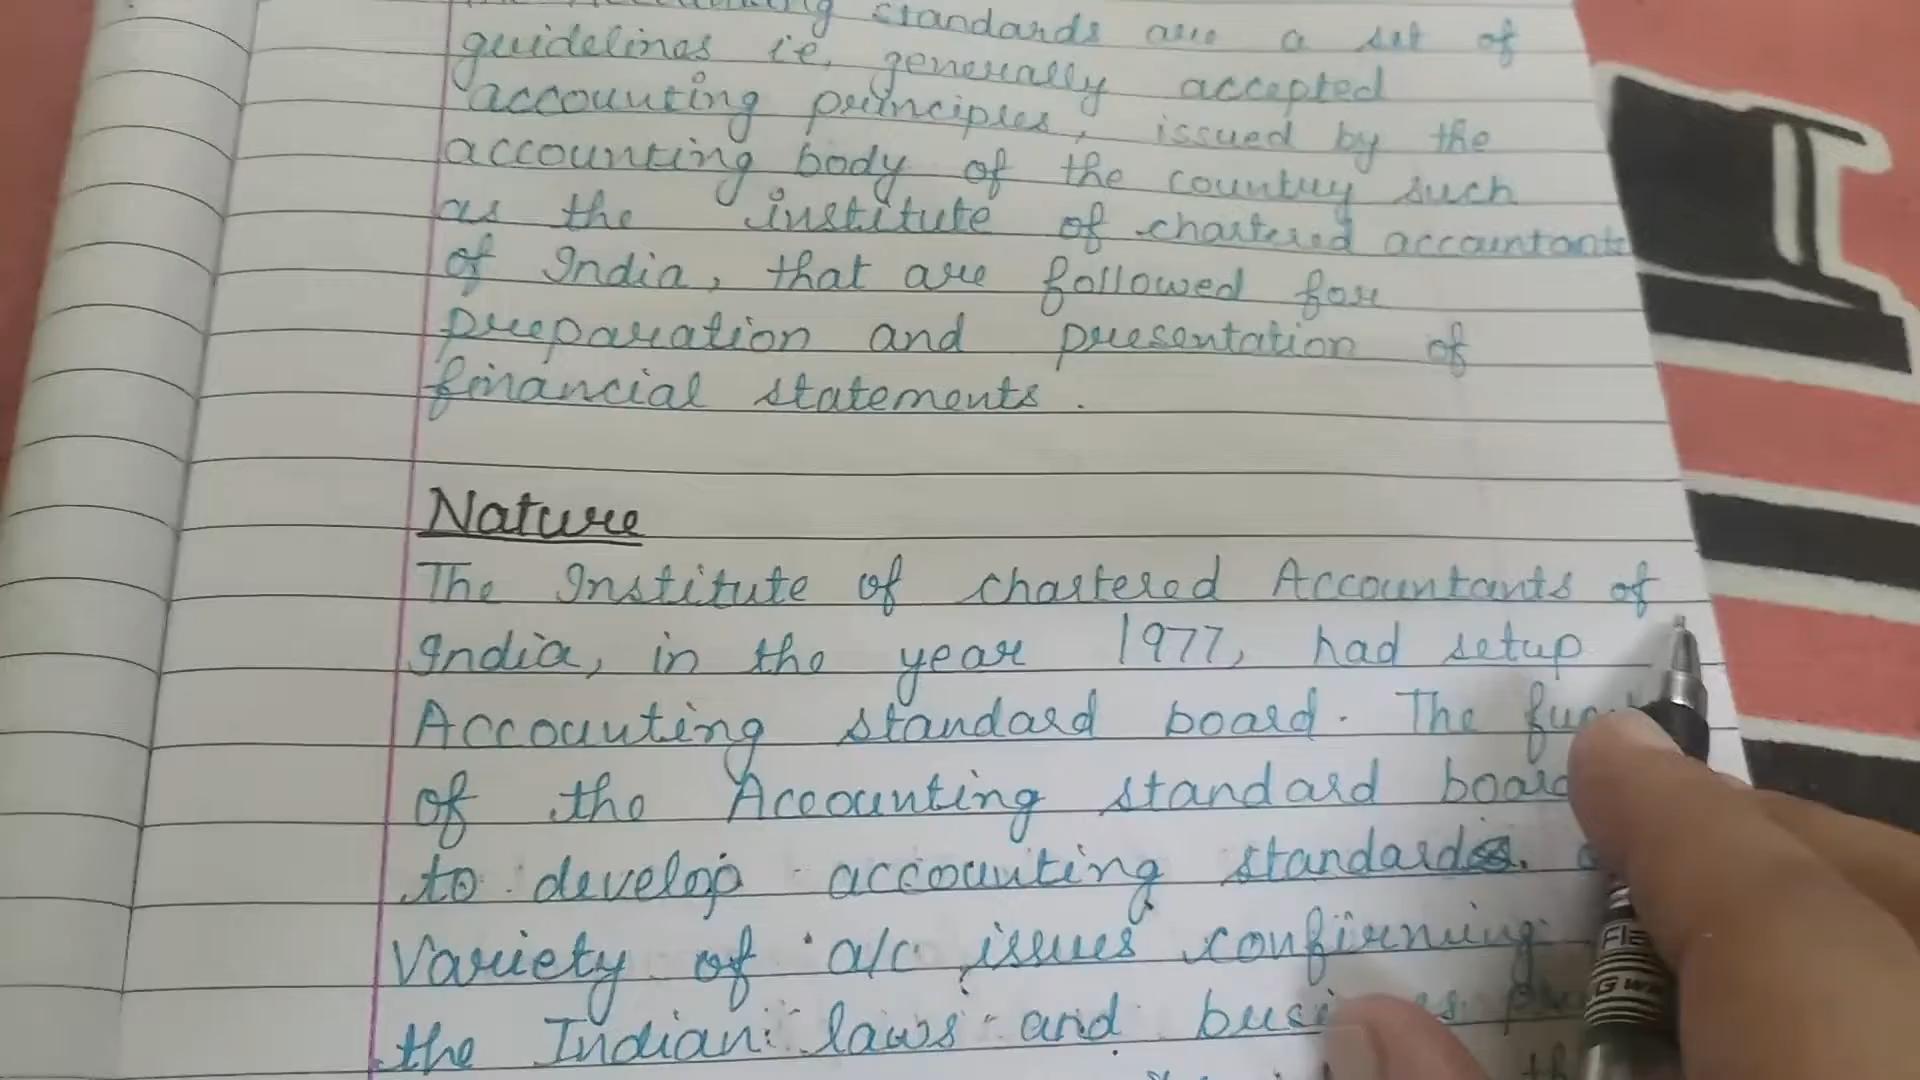 standards are a set of
guidelines ie, generally accepted
accounting principles, issued by the
accounting body of the country such
as the institute of chartered accountants
of India, that are followed for
preparation and presentation of
financial statements.
Nature
The Institute of chartered Accountants of
India, in the year 1977, had setup
Accounting standard board. The
of the Accounting standard board
to develop accounting standards.
Variety of a/c issues confirming
the Indian laws and